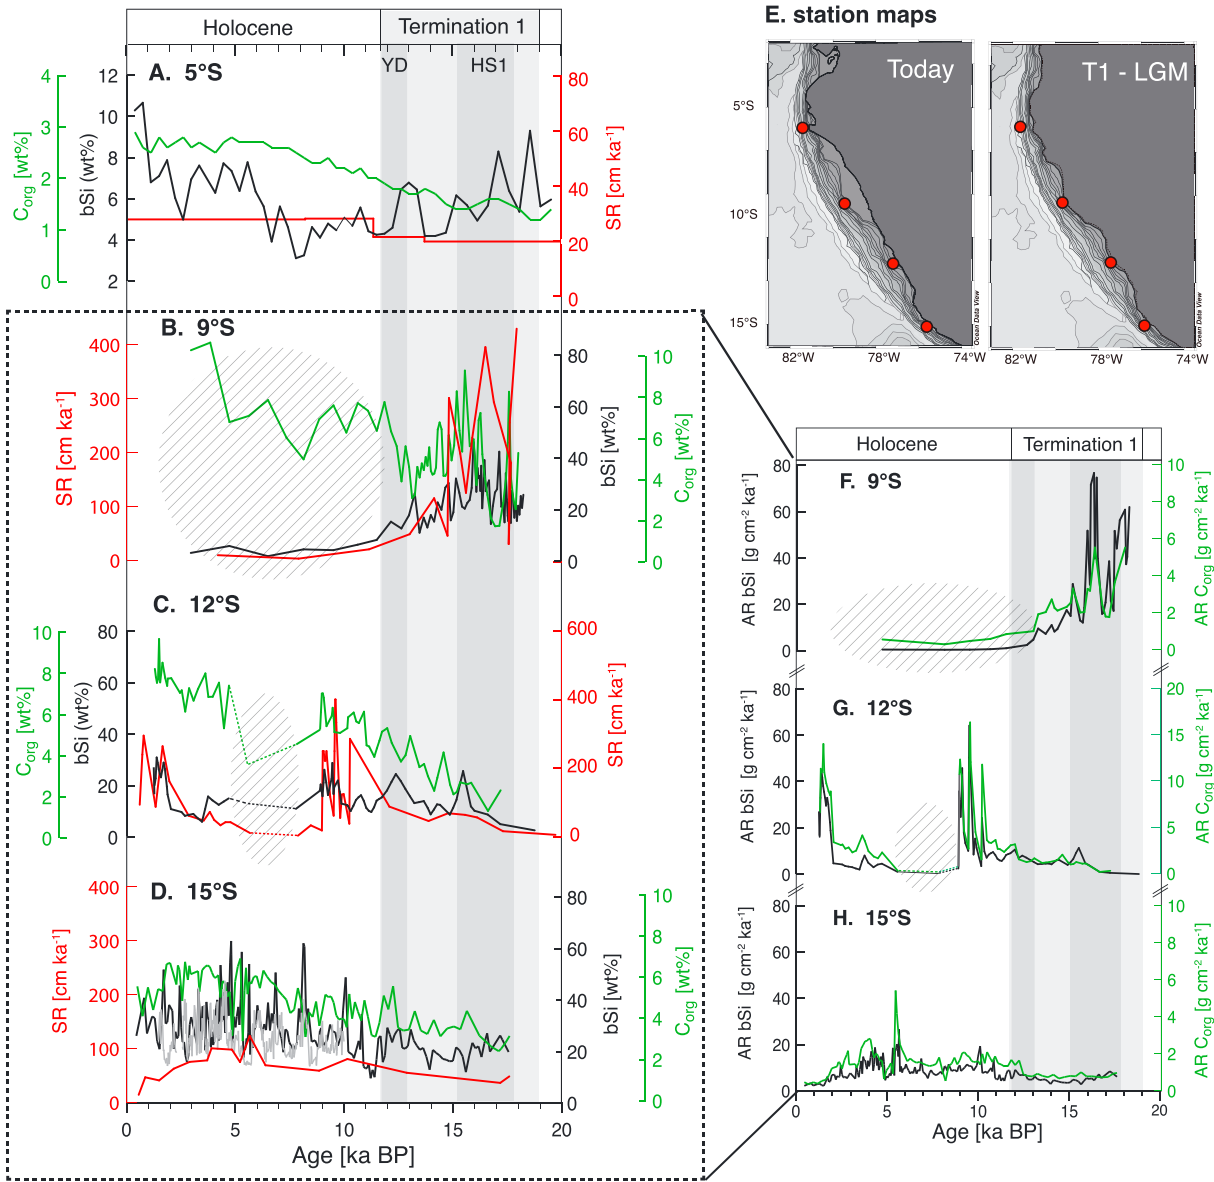 E. station maps
Holocene
Termination 1
YD
HS1
A. 5°S
4
3
2
1
0
Corg [wt%]
12
10
8
6
4
2
bSi (wt%)
80
60
40
20
0
SR [cm ka-1]
Today
T1 - LGM
5°S
10°S
15°S
82°W
78°W
74°W
82°W
78°W
74°W
Ocean Data View
Ocean Data View
B. 9°S
400
300
200
100
0
SR [cm ka-1]
80
60
40
20
0
bSi (wt%)
10
8
6
4
2
0
Corg [wt%]
C. 12°S
10
8
6
4
2
0
Corg [wt%]
80
60
40
20
0
bSi (wt%)
600
400
200
0
SR [cm ka-1]
D. 15°S
400
300
200
100
0
SR [cm ka-1]
80
60
40
20
0
bSi [wt%]
10
8
6
4
2
0
Corg [wt%]
0
5
10
15
20
Age [ka BP]
Holocene
Termination 1
F. 9°S
80
60
40
20
0
AR bSi [g cm-2 ka-1]
10
8
6
4
2
0
AR Corg [g cm-2 ka-1]
G. 12°S
80
60
40
20
0
AR bSi [g cm-2 ka-1]
20
15
10
5
0
AR Corg [g cm-2 ka-1]
H. 15°S
80
60
40
20
0
AR bSi [g cm-2 ka-1]
10
8
6
4
2
0
AR Corg [g cm-2 ka-1]
0
5
10
15
20
Age [ka BP]